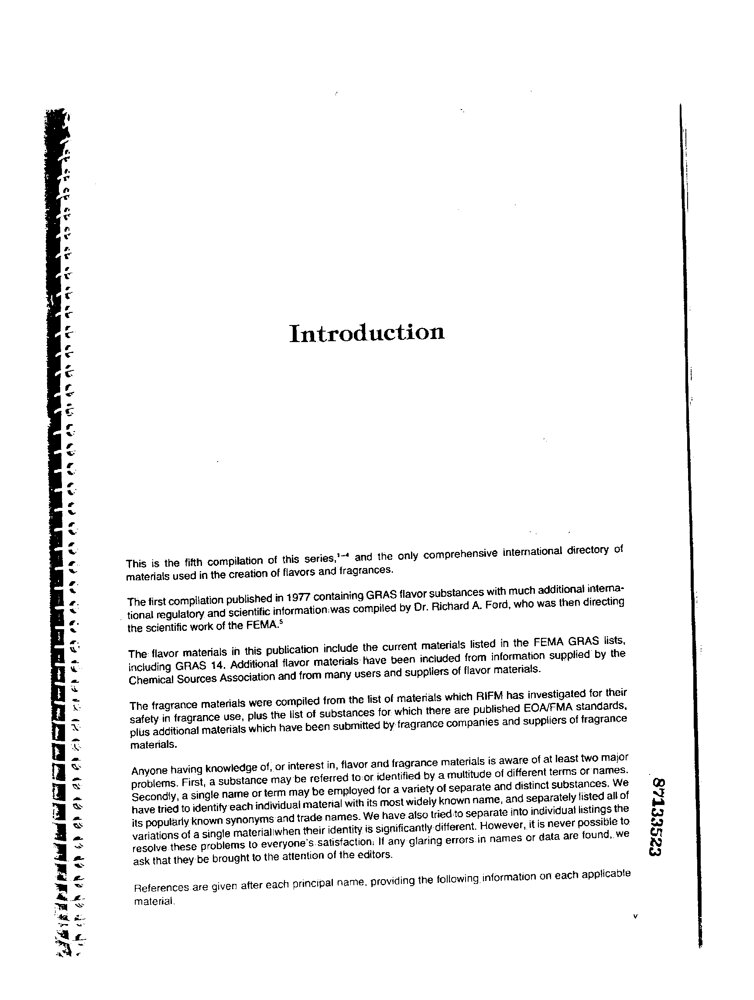 Introduction
This is the fifth compilation of this series,¹⁻⁴ and the only comprehensive international directory of
materials used in the creation of flavors and fragrances.
The first compilation published in 1977 containing GRAS flavor substances with much additional interna-
tional regulatory and scientific information was compiled by Dr. Richard A. Ford, who was then directing
the scientific work of the FEMA.⁵
The flavor materials in this publication include the current materials listed in the FEMA GRAS lists,
including GRAS 14. Additional flavor materials have been included from information supplied by the
Chemical Sources Association and from many users and suppliers of flavor materials.
The fragrance materials were compiled from the list of materials which RIFM has investigated for their
safety in fragrance use, plus the list of substances for which there are published EOA/FMA standards,
plus additional materials which have been submitted by fragrance companies and suppliers of fragrance
materials.
Anyone having knowledge of, or interest in, flavor and fragrance materials is aware of at least two major
problems. First, a substance may be referred to or identified by a multitude of different terms or names.
Secondly, a single name or term may be employed for a variety of separate and distinct substances. We
have tried to identify each individual material with its most widely known name, and separately listed all of
its popularly known synonyms and trade names. We have also tried to separate into individual listings the
variations of a single material when their identity is significantly different. However, it is never possible to
resolve these problems to everyone's satisfaction. If any glaring errors in names or data are found, we
ask that they be brought to the attention of the editors.
References are given after each principal name, providing the following information on each applicable
material.
v
87133523